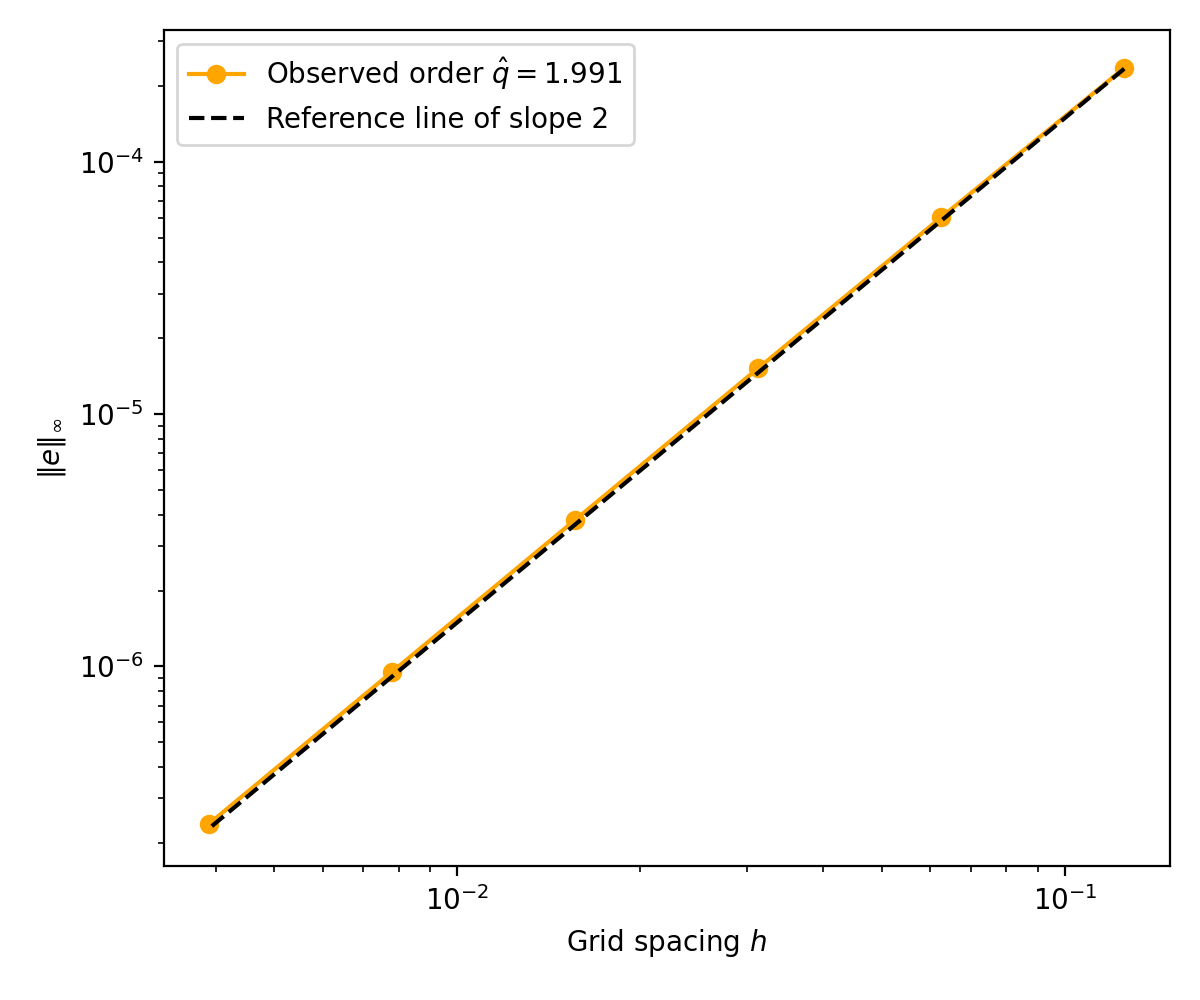 Observed order q̂ = 1.991
Reference line of slope 2
10⁻⁴
10⁻⁵
10⁻⁶
‖e‖∞
10⁻²
10⁻¹
Grid spacing h